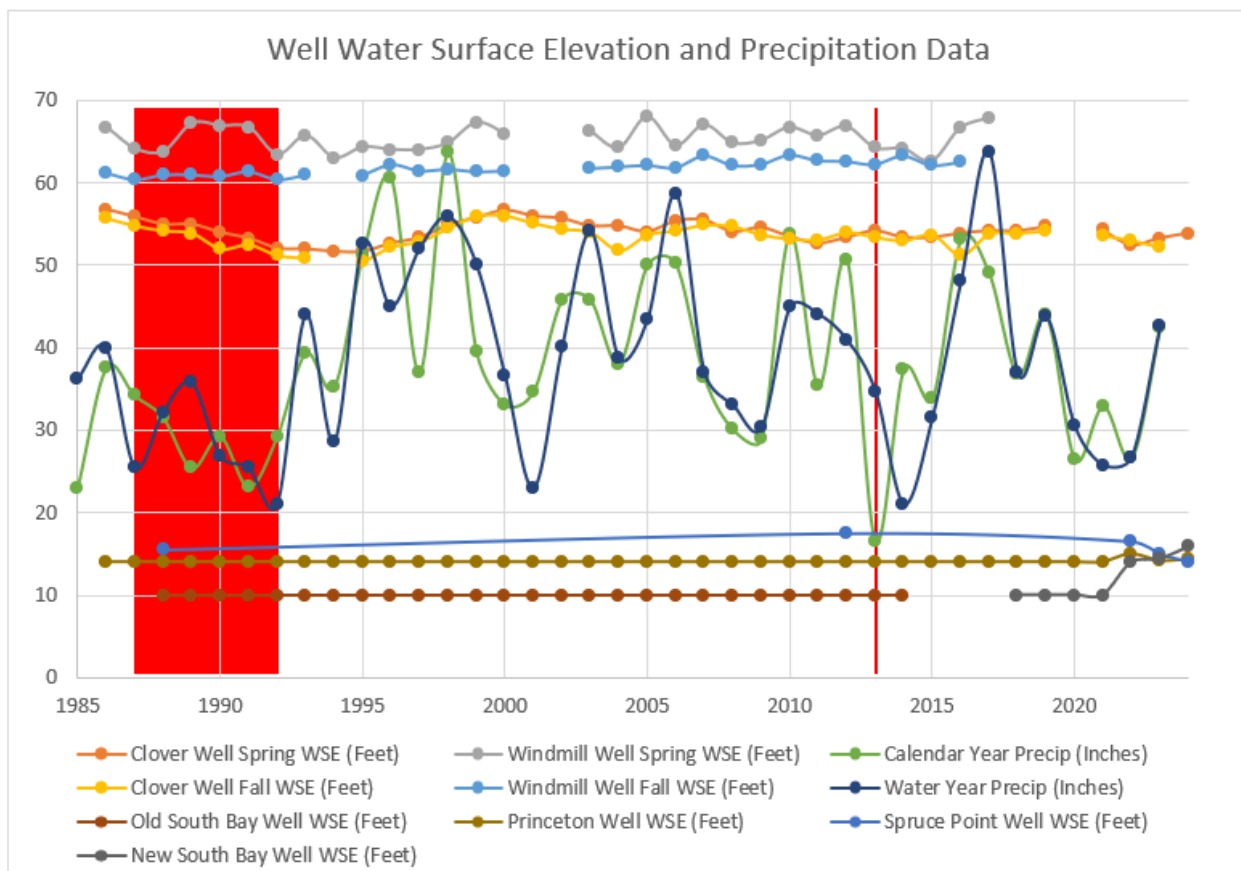 Well Water Surface Elevation and Precipitation Data
70
60
50
40
30
20
10
0
1985 1990 1995 2000 2005 2010 2015 2020
Clover Well Spring WSE (Feet) Windmill Well Spring WSE (Feet) Calendar Year Precip (Inches)
Clover Well Fall WSE (Feet) Windmill Well Fall WSE (Feet) Water Year Precip (Inches)
Old South Bay Well WSE (Feet) Princeton Well WSE (Feet) Spruce Point Well WSE (Feet)
New South Bay Well WSE (Feet)